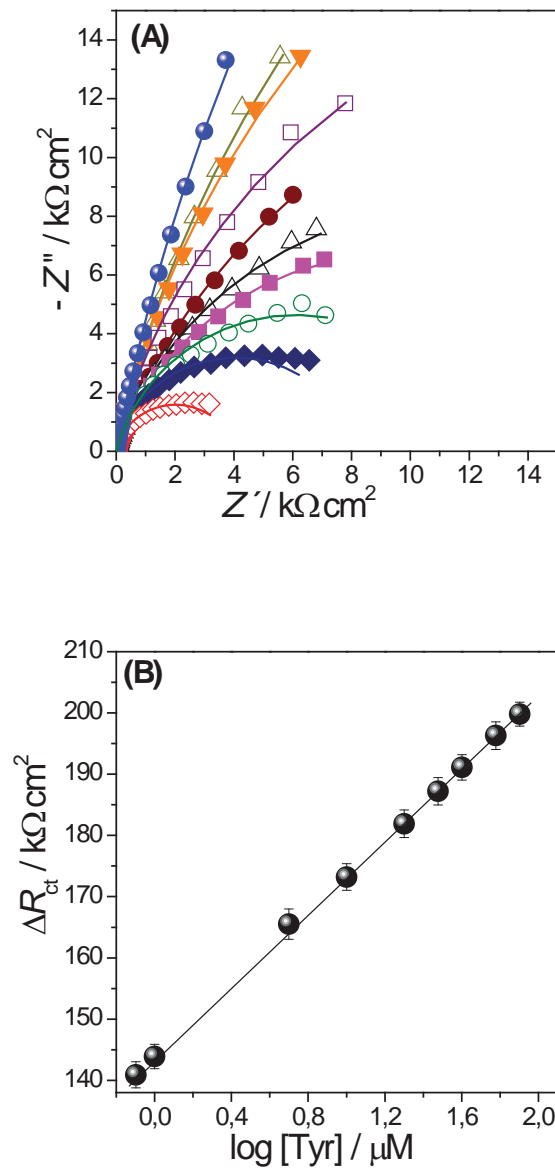 (A)
14
12
10
8
6
4
2
0
- Z″ / kΩ cm²
0 2 4 6 8 10 12 14
Z′ / kΩ cm²
(B)
210
200
190
180
170
160
150
140
ΔR_ct / kΩ cm²
0,0 0,4 0,8 1,2 1,6 2,0
log [Tyr] / μM